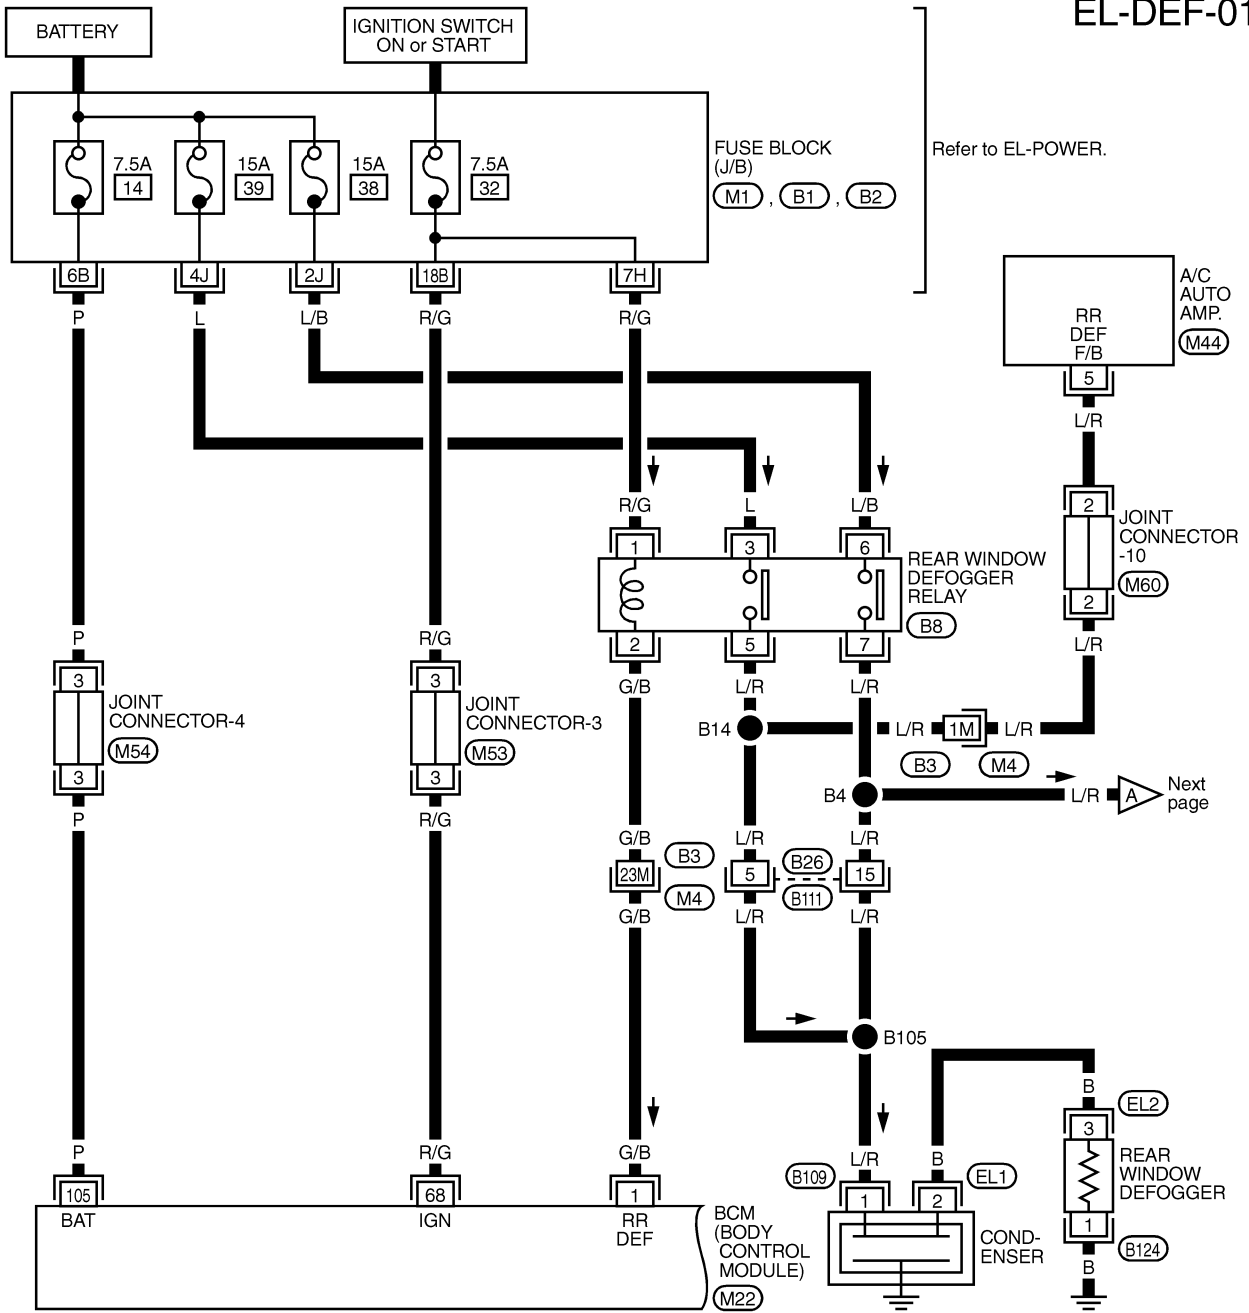 EL-DEF-01
BATTERY
IGNITION SWITCH
ON or START
7.5A
14
15A
39
15A
38
7.5A
32
FUSE BLOCK
(J/B)
M1 , B1 , B2
Refer to EL-POWER.
6B
4J
2J
18B
7H
P
L
L/B
R/G
R/G
A/C
AUTO
AMP.
M44
RR
DEF
F/B
5
L/R
R/G
L
L/B
2
JOINT
CONNECTOR
-10
M60
2
L/R
1
3
6
REAR WINDOW
DEFOGGER
RELAY
B8
2
5
7
P
R/G
G/B
L/R
L/R
3
JOINT
CONNECTOR-4
M54
3
P
3
JOINT
CONNECTOR-3
M53
3
R/G
B14
L/R
1M
L/R
B3
M4
B4
L/R
A
Next
page
G/B
L/R
L/R
23M
B3
M4
5
B26
B111
15
G/B
L/R
L/R
B105
B
EL2
3
REAR
WINDOW
DEFOGGER
1
B124
B
P
R/G
G/B
L/R
B
B109
EL1
105
68
1
1
2
BAT
IGN
RR
DEF
BCM
(BODY
CONTROL
MODULE)
M22
COND-
ENSER